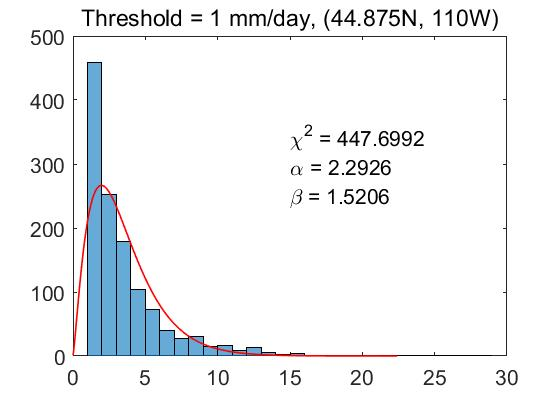 Threshold = 1 mm/day, (44.875N, 110W)
500
400
300
200
100
0
χ² = 447.6992
α = 2.2926
β = 1.5206
0 5 10 15 20 25 30